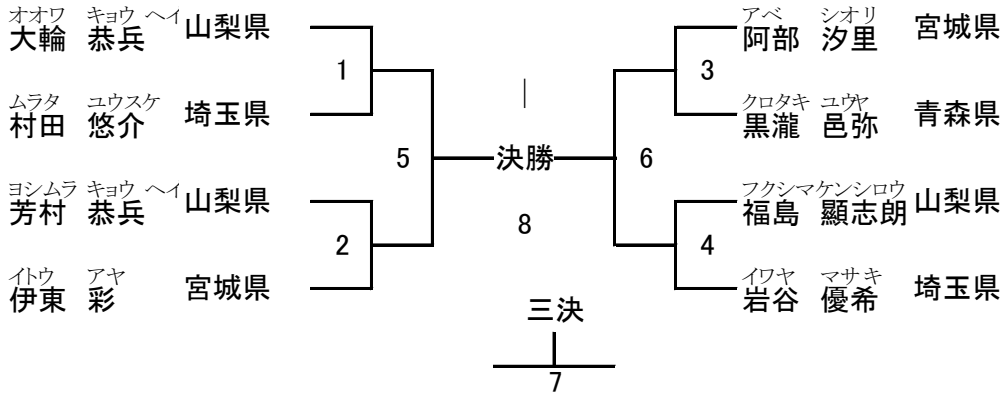 オオワ キョウ ヘイ
大輪 恭兵 山梨県
1
ムラタ ユウスケ
村田 悠介 埼玉県
5
ヨシムラ キョウ ヘイ
芳村 恭兵 山梨県
2
イトウ アヤ
伊東 彩 宮城県
|
決勝
8
三決
7
アベ シオリ
阿部 汐里 宮城県
3
クロタキ ユウヤ
黒瀧 邑弥 青森県
6
フクシマ ケンシロウ
福島 顯志朗 山梨県
4
イワヤ マサキ
岩谷 優希 埼玉県